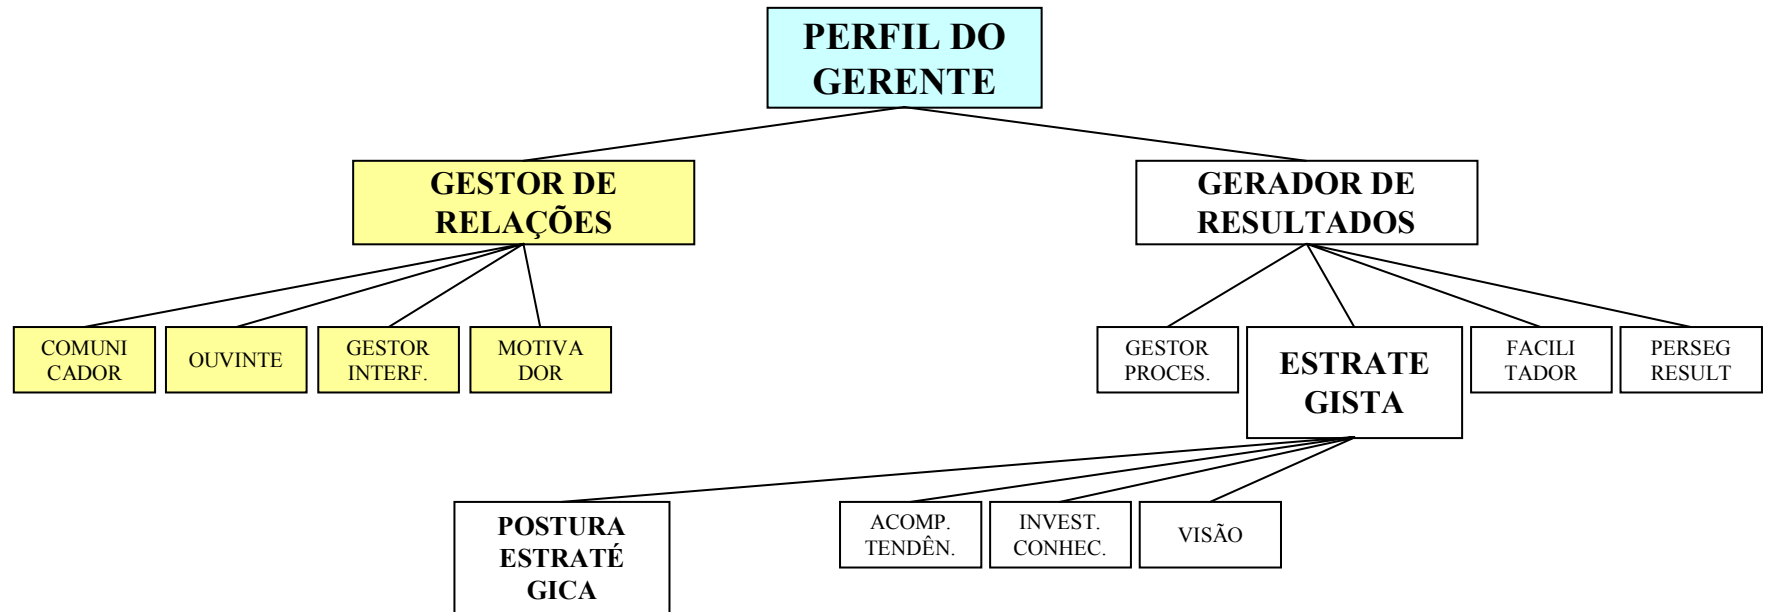 PERFIL DO
GERENTE
GESTOR DE
RELAÇÕES
GERADOR DE
RESULTADOS
COMUNI
CADOR
OUVINTE
GESTOR
INTERF.
MOTIVA
DOR
GESTOR
PROCES.
ESTRATE
GISTA
FACILI
TADOR
PERSEG
RESULT
POSTURA
ESTRATÉ
GICA
ACOMP.
TENDÊN.
INVEST.
CONHEC.
VISÃO